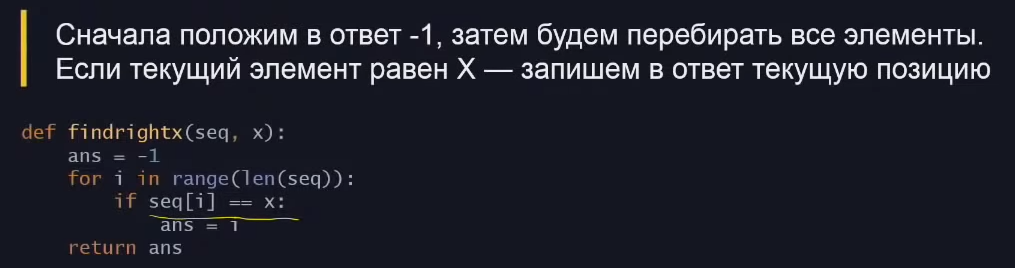 Сначала положим в ответ -1, затем будем перебирать все элементы.
Если текущий элемент равен X — запишем в ответ текущую позицию
def findrightx(seq, x):
    ans = -1
    for i in range(len(seq)):
        if seq[i] == x:
            ans = i
    return ans